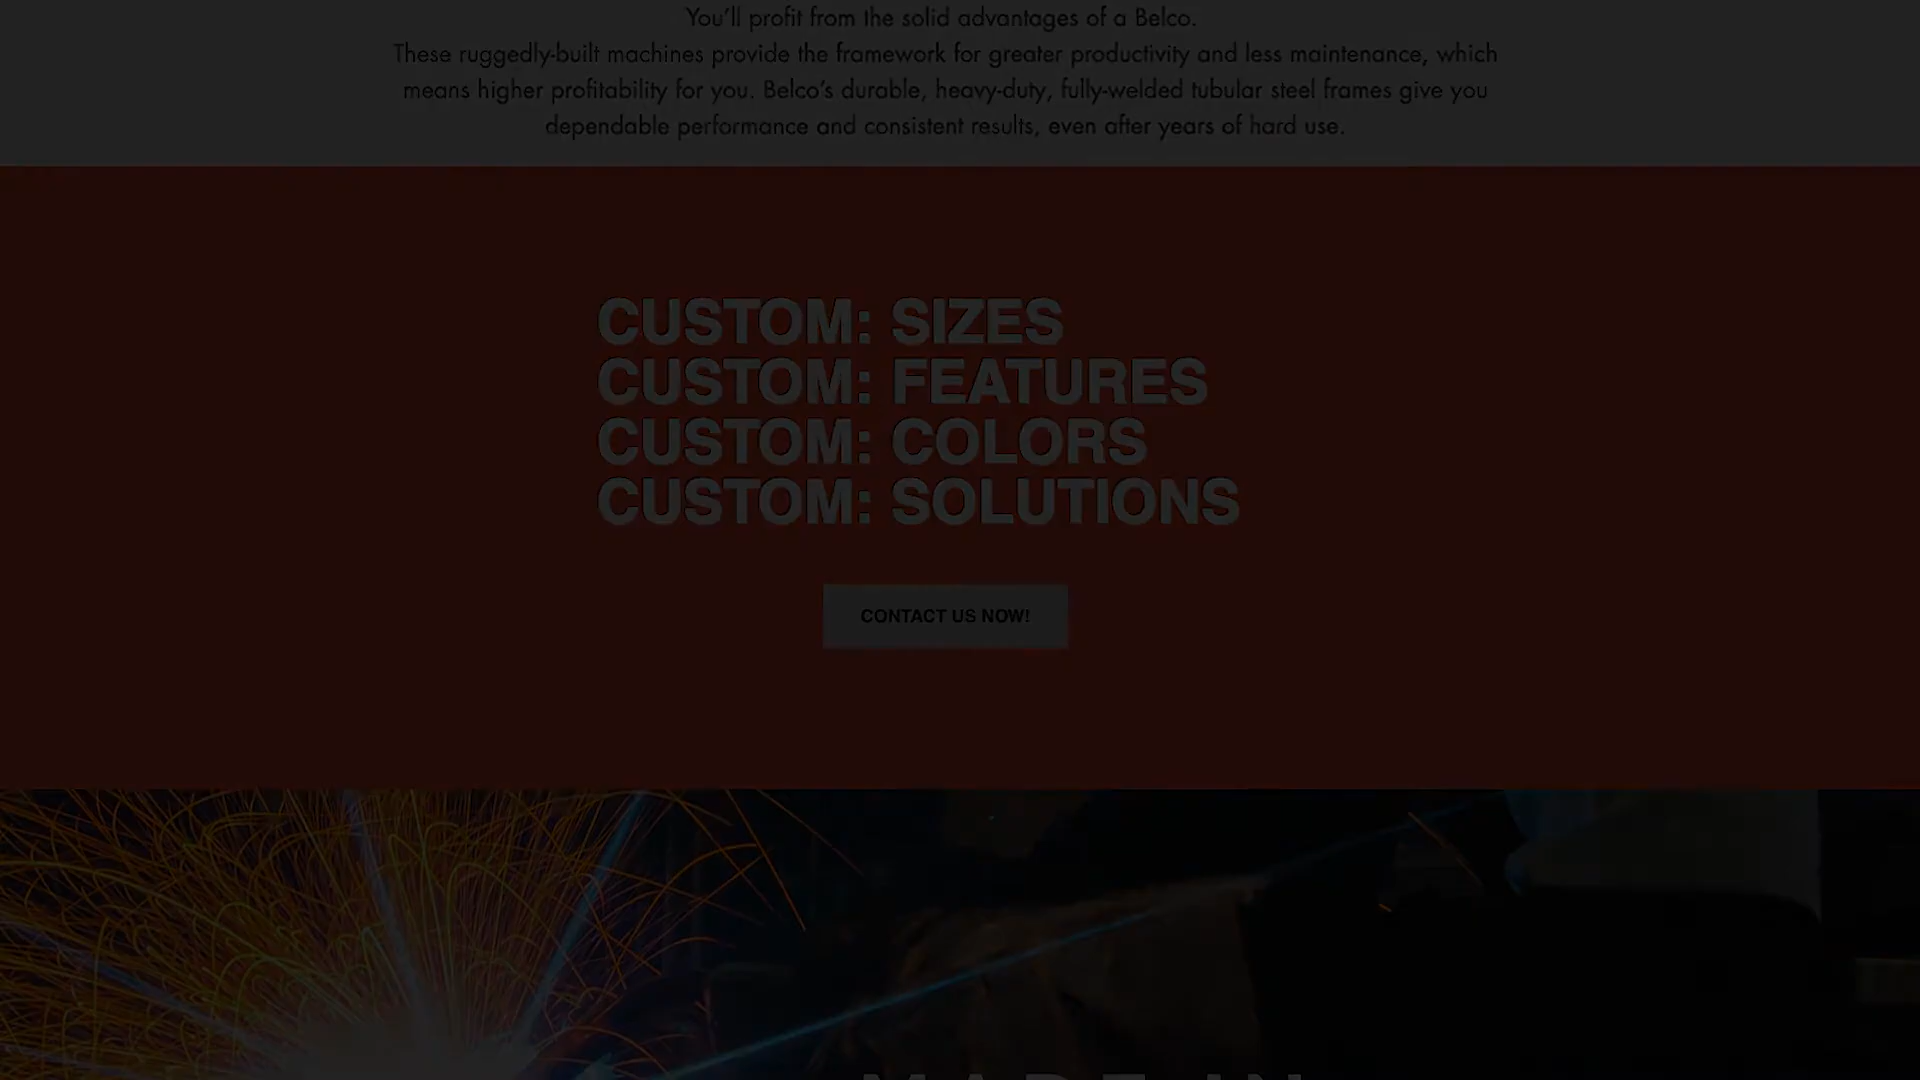 You'll profit from the solid advantages of a Belco.
These ruggedly-built machines provide the framework for greater productivity and less maintenance, which
means higher profitability for you. Belco's durable, heavy-duty, fully-welded tubular steel frames give you
dependable performance and consistent results, even after years of hard use.
CUSTOM: SIZES
CUSTOM: FEATURES
CUSTOM: COLORS
CUSTOM: SOLUTIONS
CONTACT US NOW!
MADE IN